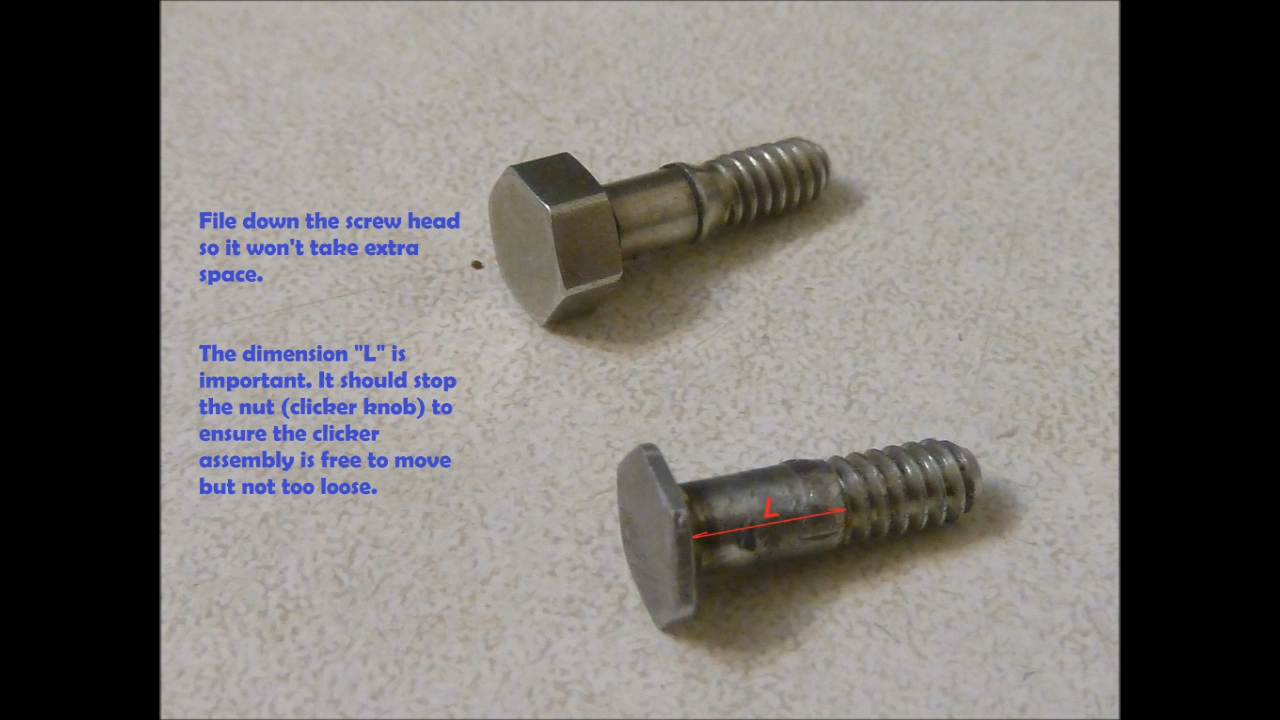 File down the screw head
so it won't take extra
space.
The dimension "L" is
important. It should stop
the nut (clicker knob) to
ensure the clicker
assembly is free to move
but not too loose.
L